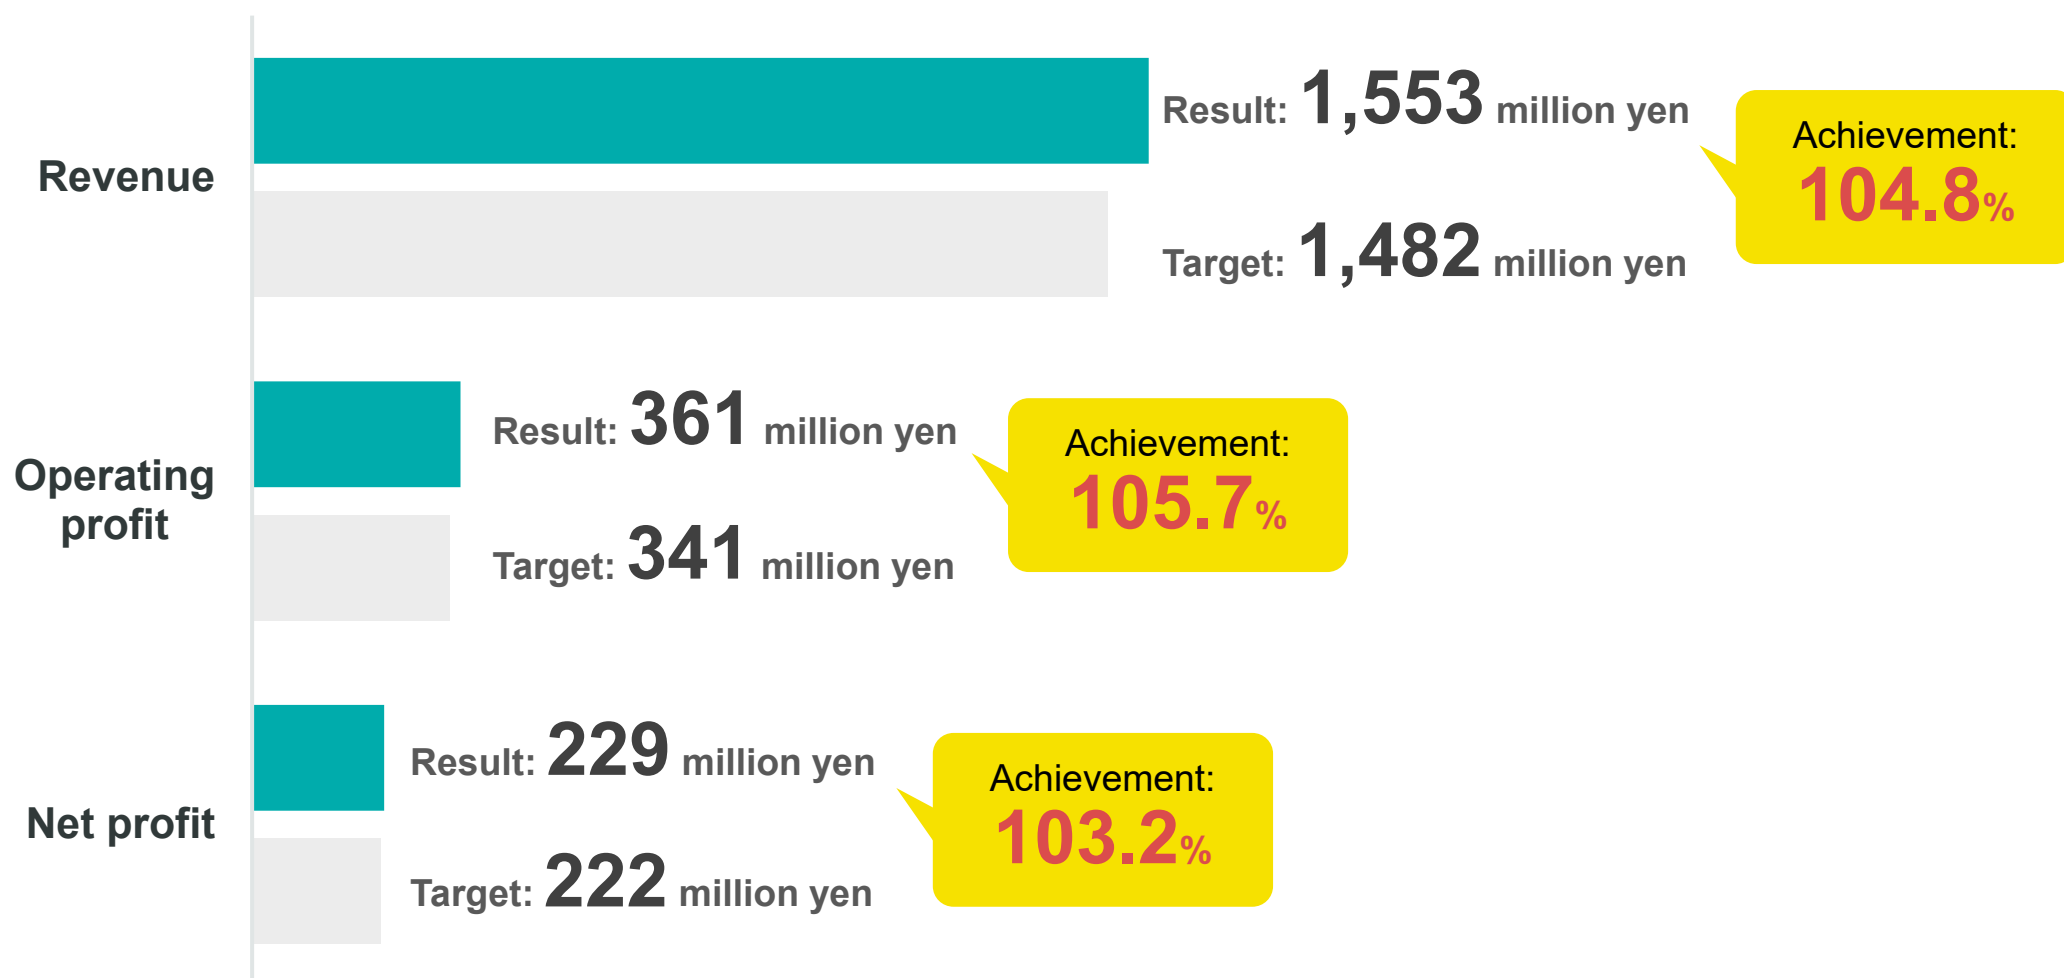 Revenue
Result: 1,553 million yen
Target: 1,482 million yen
Achievement:
104.8%
Operating
profit
Result: 361 million yen
Target: 341 million yen
Achievement:
105.7%
Net profit
Result: 229 million yen
Target: 222 million yen
Achievement:
103.2%